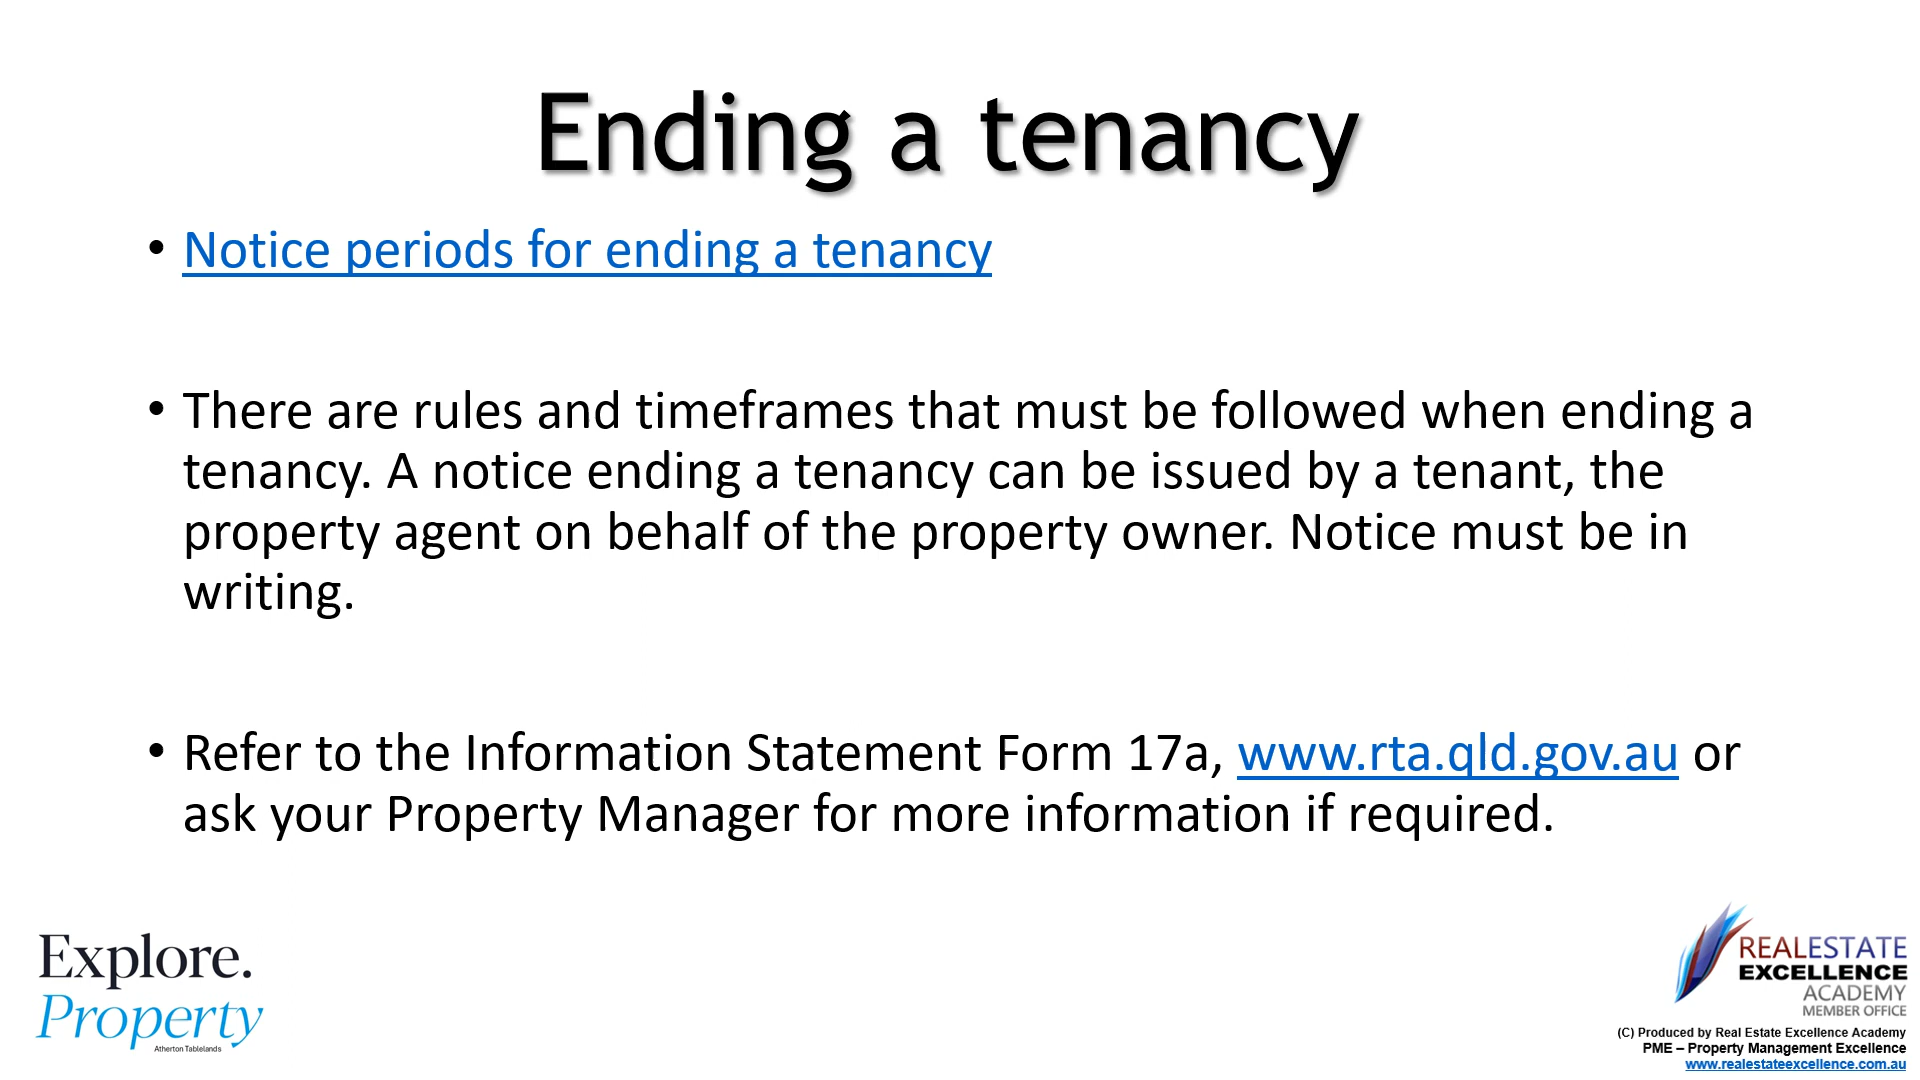 Ending a tenancy
• Notice periods for ending a tenancy
• There are rules and timeframes that must be followed when ending a
tenancy. A notice ending a tenancy can be issued by a tenant, the
property agent on behalf of the property owner. Notice must be in
writing.
• Refer to the Information Statement Form 17a, www.rta.qld.gov.au or
ask your Property Manager for more information if required.
Explore.
Property
Atherton Tablelands
REALESTATE
EXCELLENCE
ACADEMY
MEMBER OFFICE
(C) Produced by Real Estate Excellence Academy
PME – Property Management Excellence
www.realestateexcellence.com.au